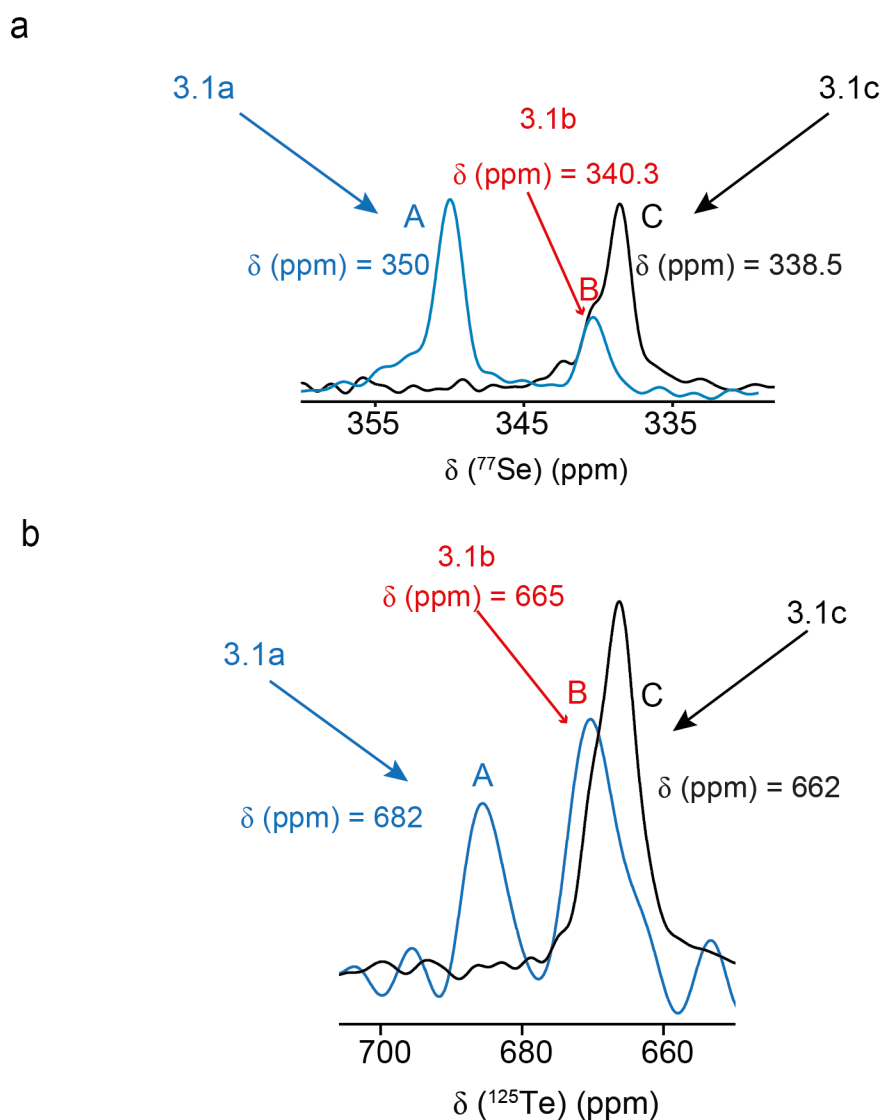 a
3.1a
3.1b
3.1c
δ (ppm) = 340.3
A
C
δ (ppm) = 350
δ (ppm) = 338.5
B
355
345
335
δ (⁷⁷Se) (ppm)
b
3.1b
δ (ppm) = 665
3.1c
3.1a
B
C
A
δ (ppm) = 662
δ (ppm) = 682
700
680
660
δ (¹²⁵Te) (ppm)